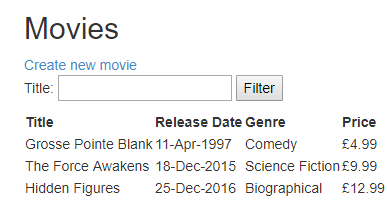 Movies
Create new movie
Title: Filter
Title Release Date Genre Price
Grosse Pointe Blank 11-Apr-1997 Comedy £4.99
The Force Awakens 18-Dec-2015 Science Fiction £9.99
Hidden Figures 25-Dec-2016 Biographical £12.99